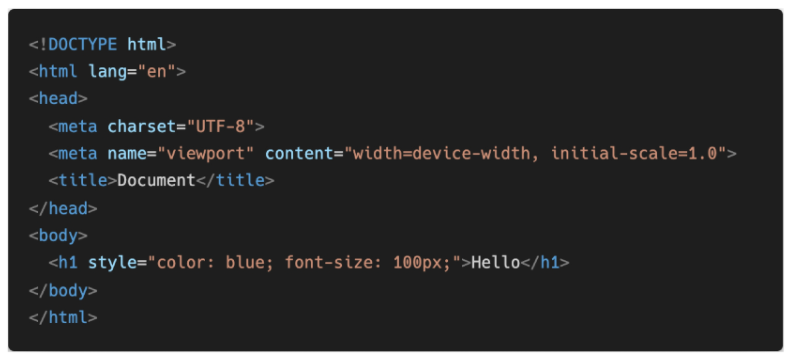 <!DOCTYPE html>
<html lang="en">
<head>
  <meta charset="UTF-8">
  <meta name="viewport" content="width=device-width, initial-scale=1.0">
  <title>Document</title>
</head>
<body>
  <h1 style="color: blue; font-size: 100px;">Hello</h1>
</body>
</html>